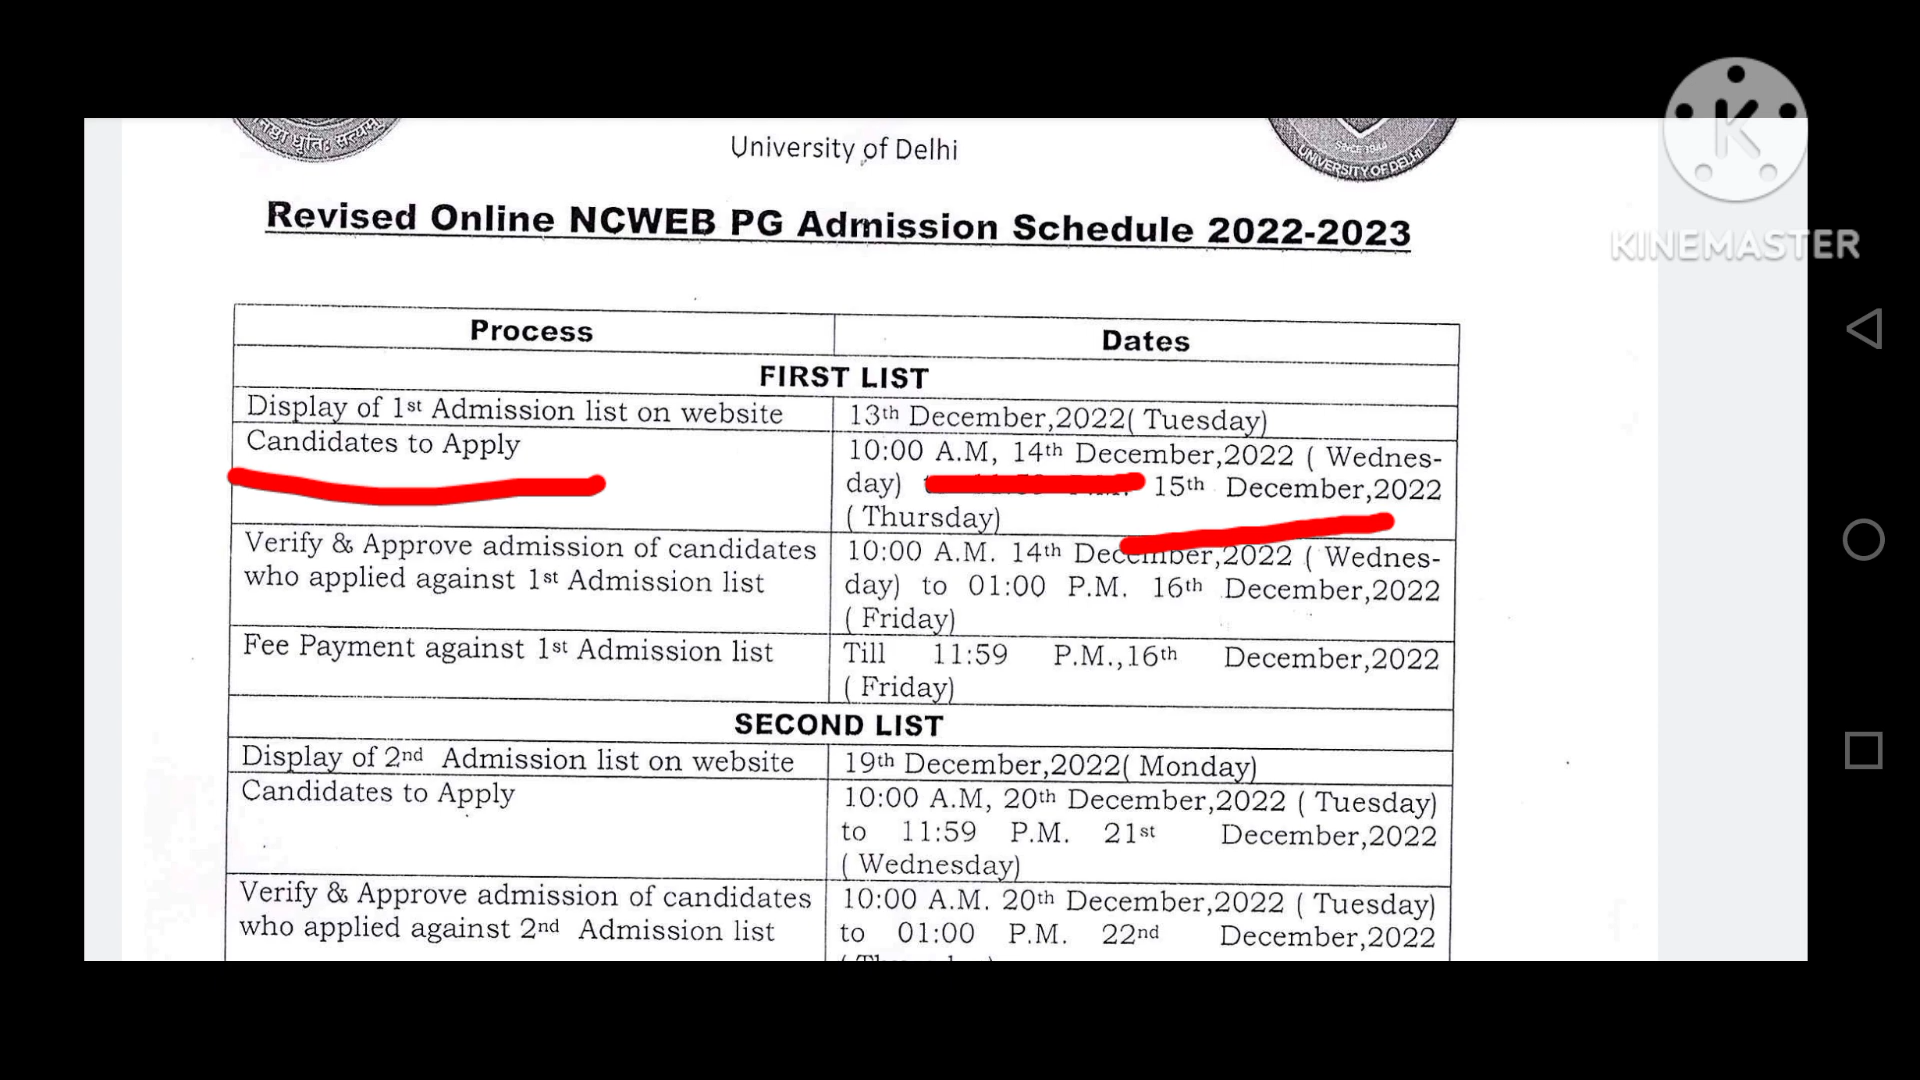 निष्ठा धृतिः सत्यम्
University of Delhi
UNIVERSITY OF DELHI
KINEMASTER
Revised Online NCWEB PG Admission Schedule 2022-2023
Process Dates
FIRST LIST
Display of 1st Admission list on website 13th December,2022( Tuesday)
Candidates to Apply 10:00 A.M, 14th December,2022 ( Wednes-
day) 15th December,2022
( Thursday)
Verify & Approve admission of candidates 10:00 A.M. 14th December,2022 ( Wednes-
who applied against 1st Admission list day) to 01:00 P.M. 16th December,2022
( Friday)
Fee Payment against 1st Admission list Till 11:59 P.M.,16th December,2022
( Friday)
SECOND LIST
Display of 2nd Admission list on website 19th December,2022( Monday)
Candidates to Apply 10:00 A.M, 20th December,2022 ( Tuesday)
to 11:59 P.M. 21st December,2022
( Wednesday)
Verify & Approve admission of candidates 10:00 A.M. 20th December,2022 ( Tuesday)
who applied against 2nd Admission list to 01:00 P.M. 22nd December,2022